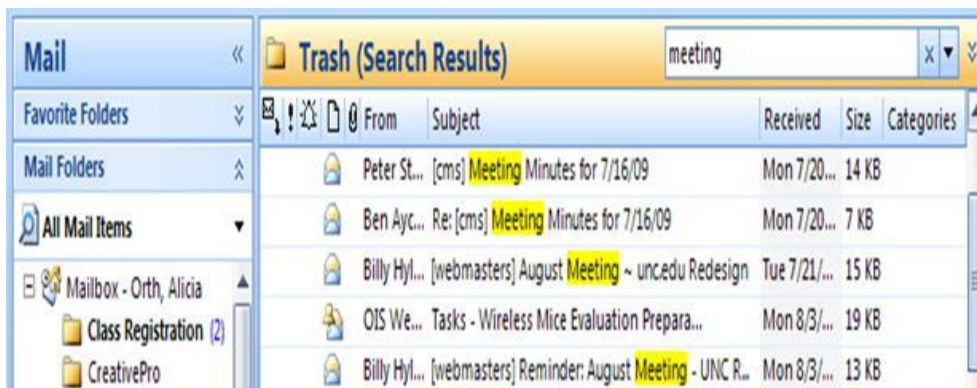 Mail
Favorite Folders
Mail Folders
All Mail Items
Mailbox - Orth, Alicia
Class Registration (2)
CreativePro
Trash (Search Results) meeting x
From Subject Received Size Categories
Peter St... [cms] Meeting Minutes for 7/16/09 Mon 7/20... 14 KB
Ben Ayc... Re: [cms] Meeting Minutes for 7/16/09 Mon 7/20... 7 KB
Billy Hyl... [webmasters] August Meeting ~ unc.edu Redesign Tue 7/21/... 15 KB
OIS We... Tasks - Wireless Mice Evaluation Prepara... Mon 8/3/... 19 KB
Billy Hyl... [webmasters] Reminder: August Meeting - UNC R... Mon 8/3/... 13 KB